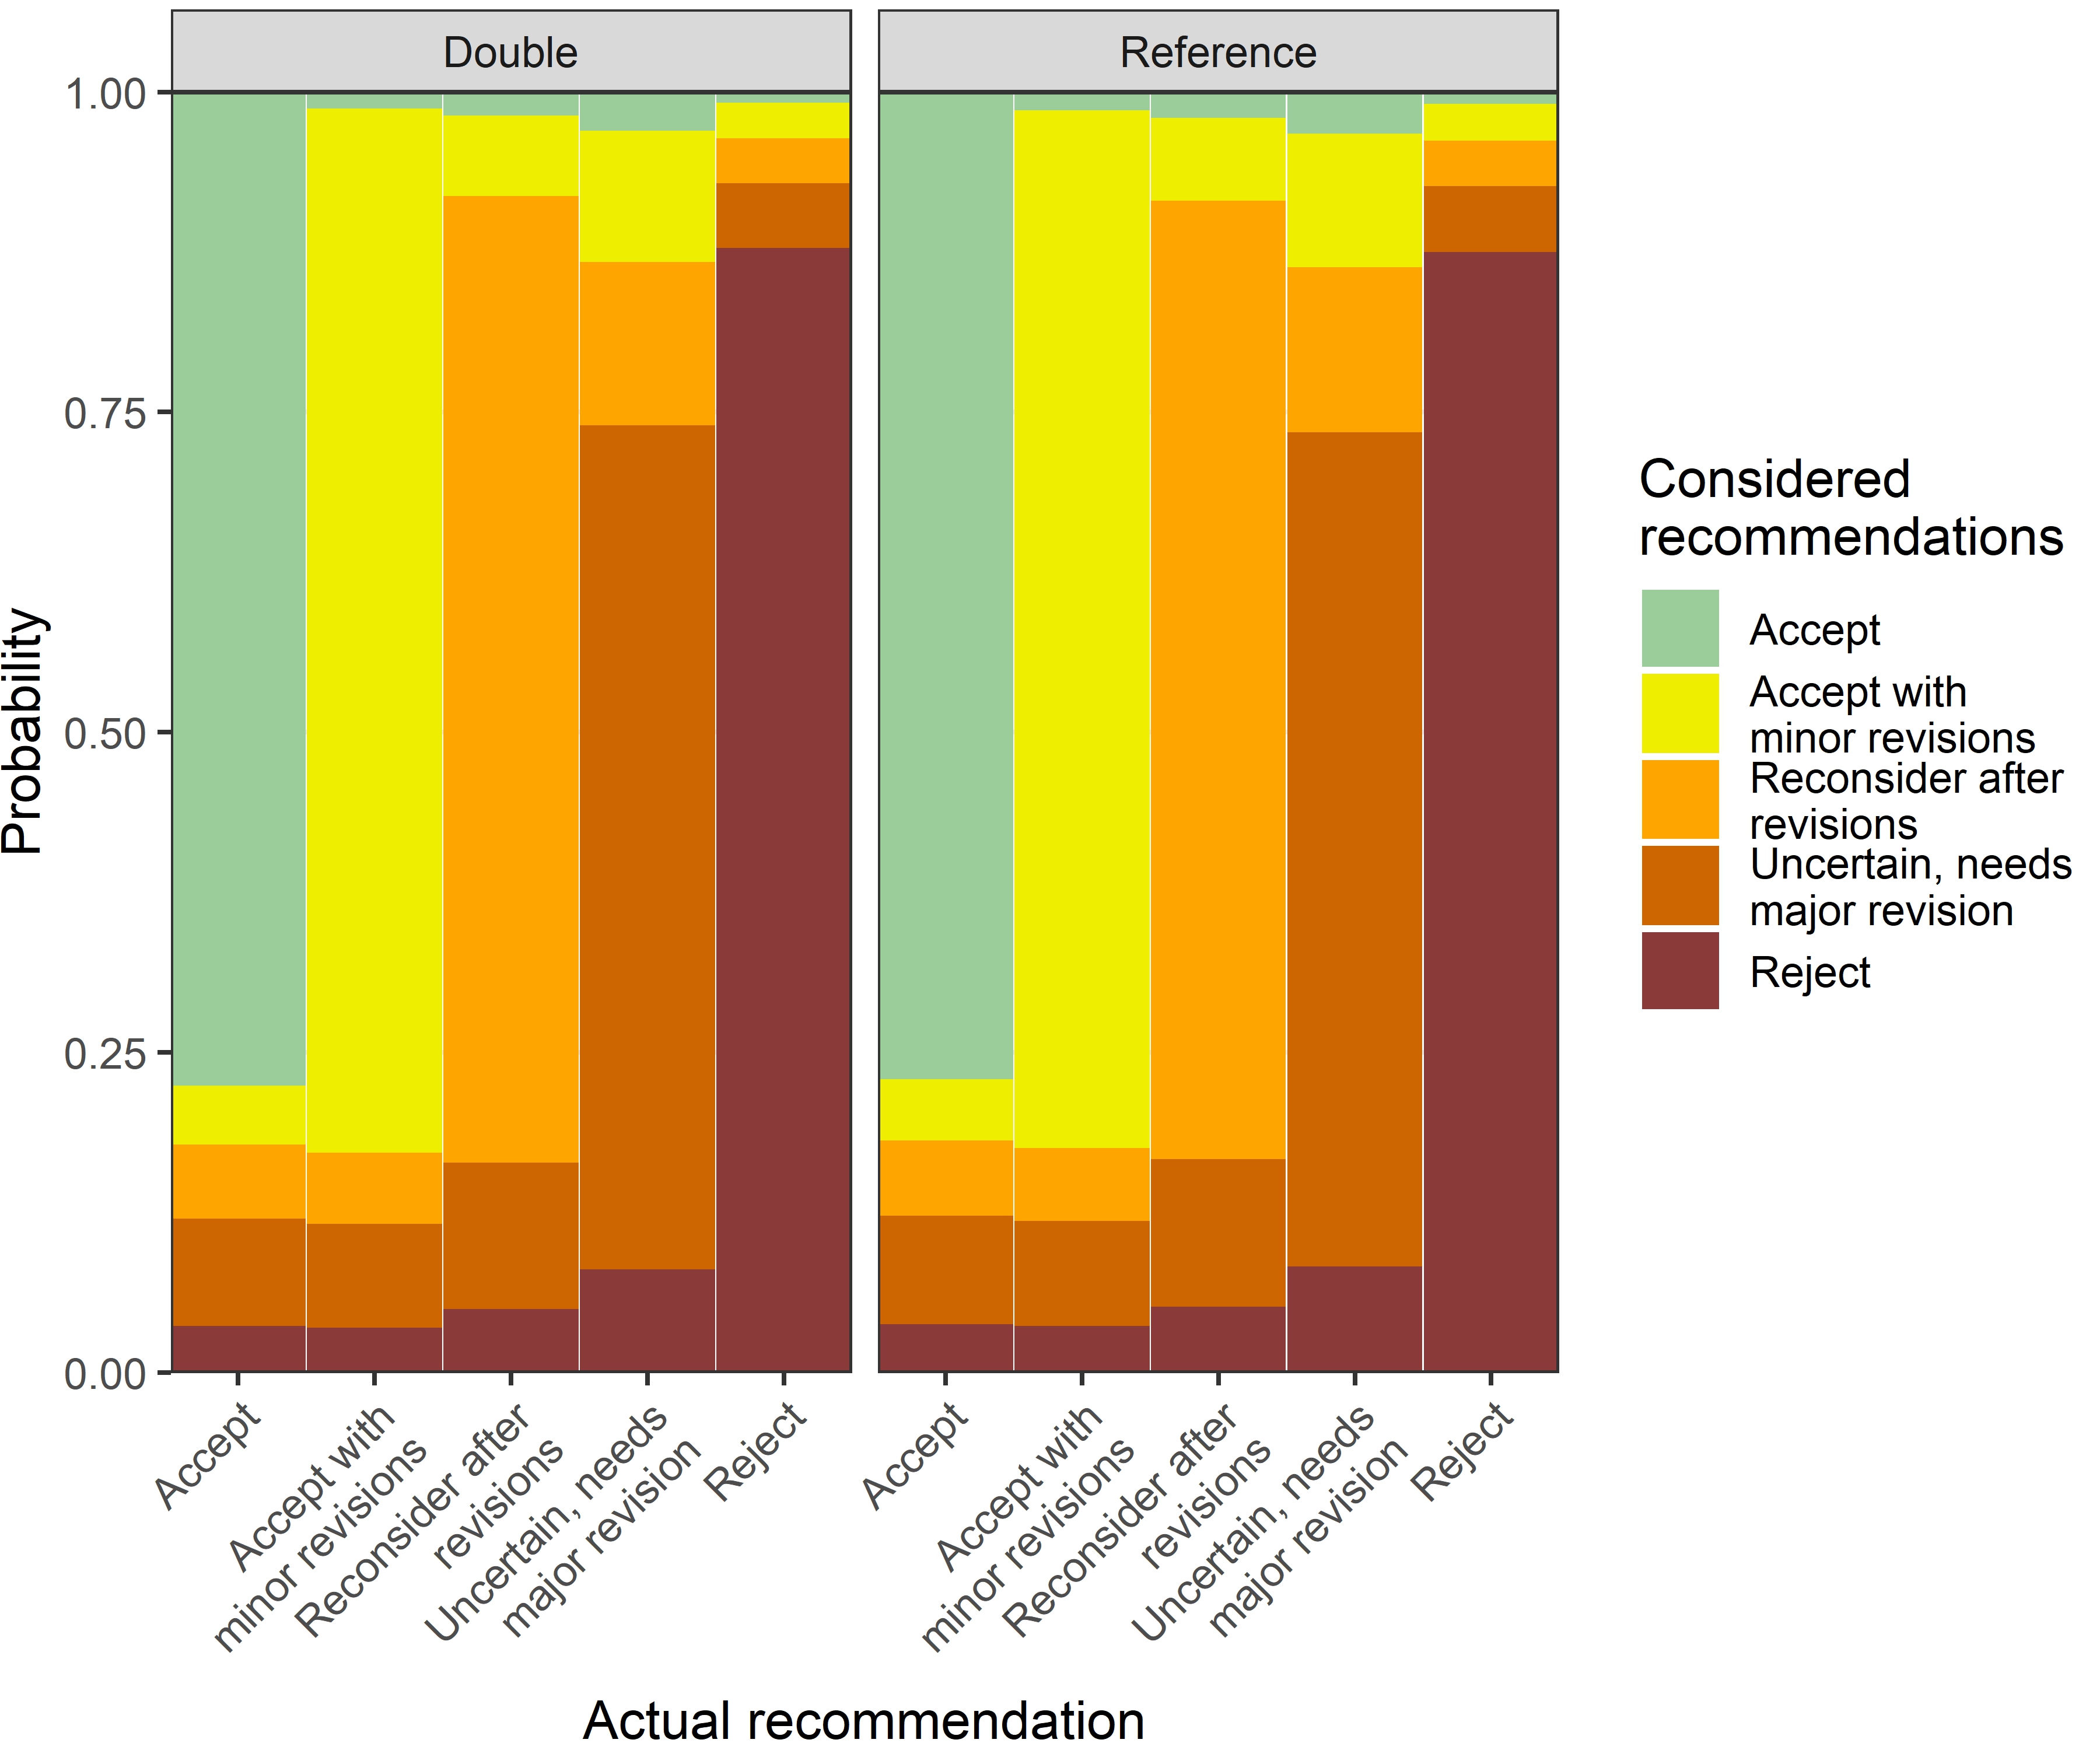 Double
Reference
1.00
0.75
0.50
0.25
0.00
Probability
Accept
Accept with
minor revisions
Reconsider after
revisions
Uncertain, needs
major revision
Reject
Accept
Accept with
minor revisions
Reconsider after
revisions
Uncertain, needs
major revision
Reject
Actual recommendation
Considered
recommendations
Accept
Accept with
minor revisions
Reconsider after
revisions
Uncertain, needs
major revision
Reject